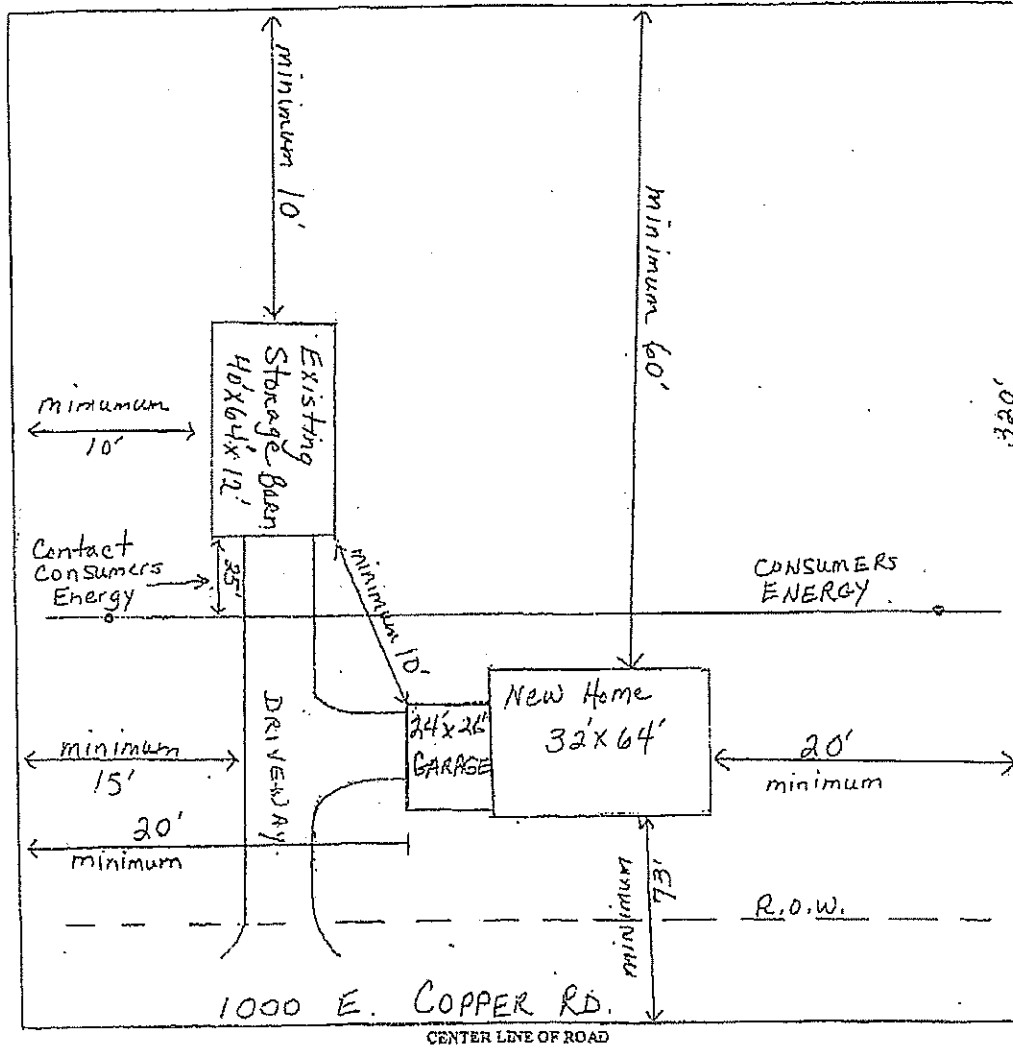 minimum 10'
minimum 60'
320'
Existing
Storage Barn
40'X64'X12'
minimum
10'
Contact
Consumers
Energy
35'
minimum 10'
CONSUMERS
ENERGY
New Home
32'X64'
24'x26'
GARAGE
DRIVEWAY
minimum
15'
20'
minimum
20'
minimum
minimum
73'
R.O.W.
1000 E. COPPER RD.
CENTER LINE OF ROAD